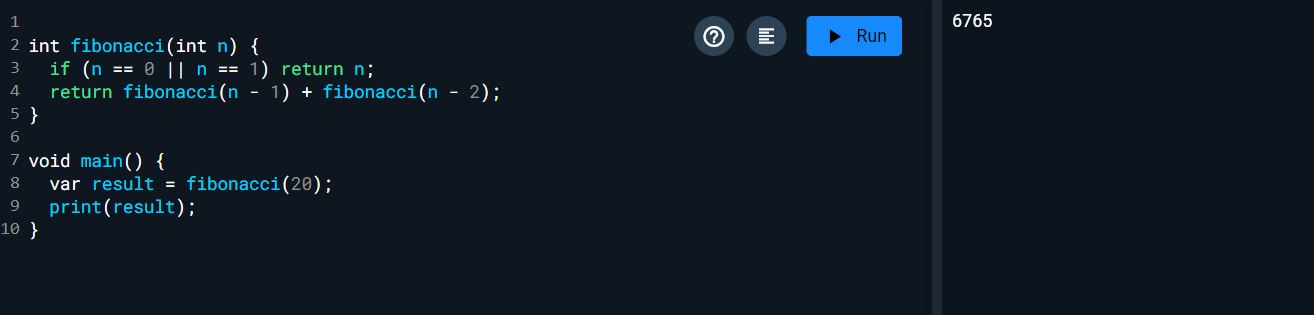 1
2 int fibonacci(int n) {
3   if (n == 0 || n == 1) return n;
4   return fibonacci(n - 1) + fibonacci(n - 2);
5 }
6
7 void main() {
8   var result = fibonacci(20);
9   print(result);
10 }
?
Run
6765